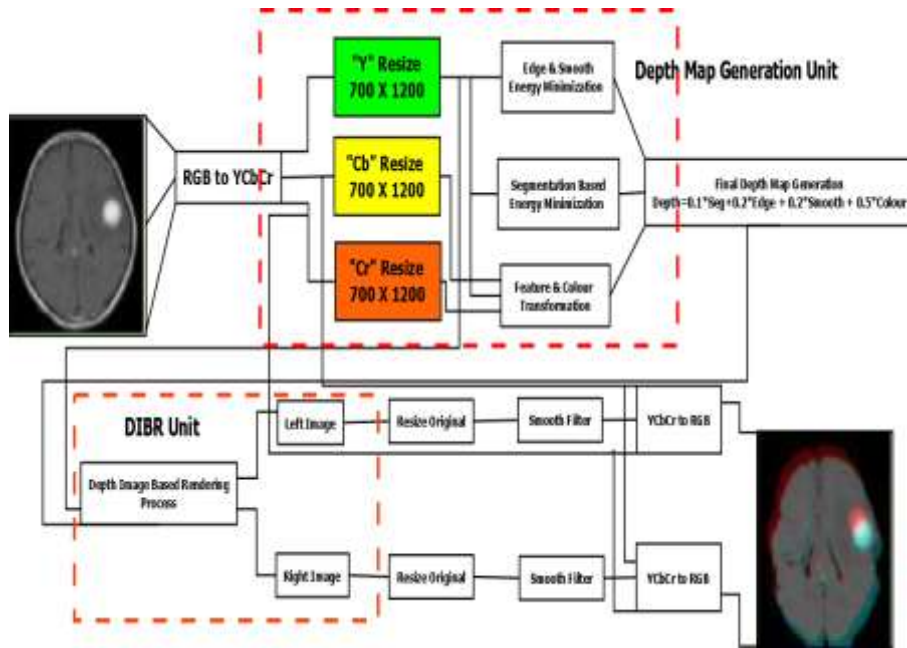 "Y" Resize
700 X 1200
Edge & Smooth
Energy Minimization
Depth Map Generation Unit
RGB to YCbCr
"Cb" Resize
700 X 1200
Segmentation Based
Energy Minimization
Final Depth Map Generation
Depth=0.1*Seg+0.2*Edge + 0.2*Smooth + 0.5*Colour
"Cr" Resize
700 X 1200
Feature & Colour
Transformation
DIBR Unit
Left Image
Resize Original
Smooth Filter
YCbCr to RGB
Depth Image Based Rendering
Process
Right Image
Resize Original
Smooth Filter
YCbCr to RGB